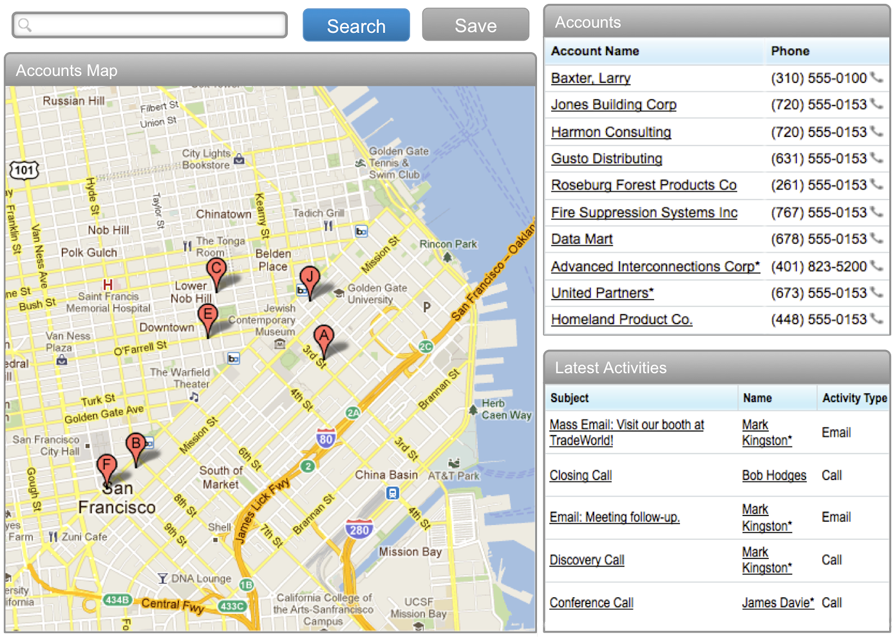 Search
Save
Accounts Map
Russian Hill
Filbert St
Union St
101
City Lights
Bookstore
Golden Gate
Tennis &
Swim Club
Hyde St
Taylor St
Kearny St
Franklin St
Van Ness Ave
Chinatown
Tadich Grill
Nob Hill
Polk Gulch
The Tonga
Room
Belden
Place
Mission St
Rincon Park
San Francisco – Oakland
C
J
Lower
Nob Hill
H
Saint Francis
Memorial Hospital
Bush St
Golden Gate
University
P
E
Downtown
Jewish
Contemporary
Museum
A
Van Ness
Plaza
O'Farrell St
3rd St
2C
The Warfield
Theater
4th St
Brannan St
Turk St
Golden Gate Ave
2A
Herb
Caen Way
San Francisco
City Hall
B
Mission St
80
6th St
3rd St
F
South of
Market
2
China Basin
AT&T Park
San
Francisco
Gough St
8th St
9th St
James Lick Fwy
Brannan St
4th St
Shell
7th St
280
Zuni Cafe
Mission Bay
DNA Lounge
1B
434B
Central Fwy
433C
California College of
the Arts-Sanfrancisco
Campus
UCSF
Mission Bay
Accounts
Account Name Phone
Baxter, Larry (310) 555-0100
Jones Building Corp (720) 555-0153
Harmon Consulting (720) 555-0153
Gusto Distributing (631) 555-0153
Roseburg Forest Products Co (261) 555-0153
Fire Suppression Systems Inc (767) 555-0153
Data Mart (678) 555-0153
Advanced Interconnections Corp* (401) 823-5200
United Partners* (673) 555-0153
Homeland Product Co. (448) 555-0153
Latest Activities
Subject Name Activity Type
Mass Email: Visit our booth at
TradeWorld!
Mark
Kingston*
Email
Closing Call Bob Hodges Call
Email: Meeting follow-up.
Mark
Kingston*
Email
Discovery Call
Mark
Kingston*
Call
Conference Call James Davie* Call